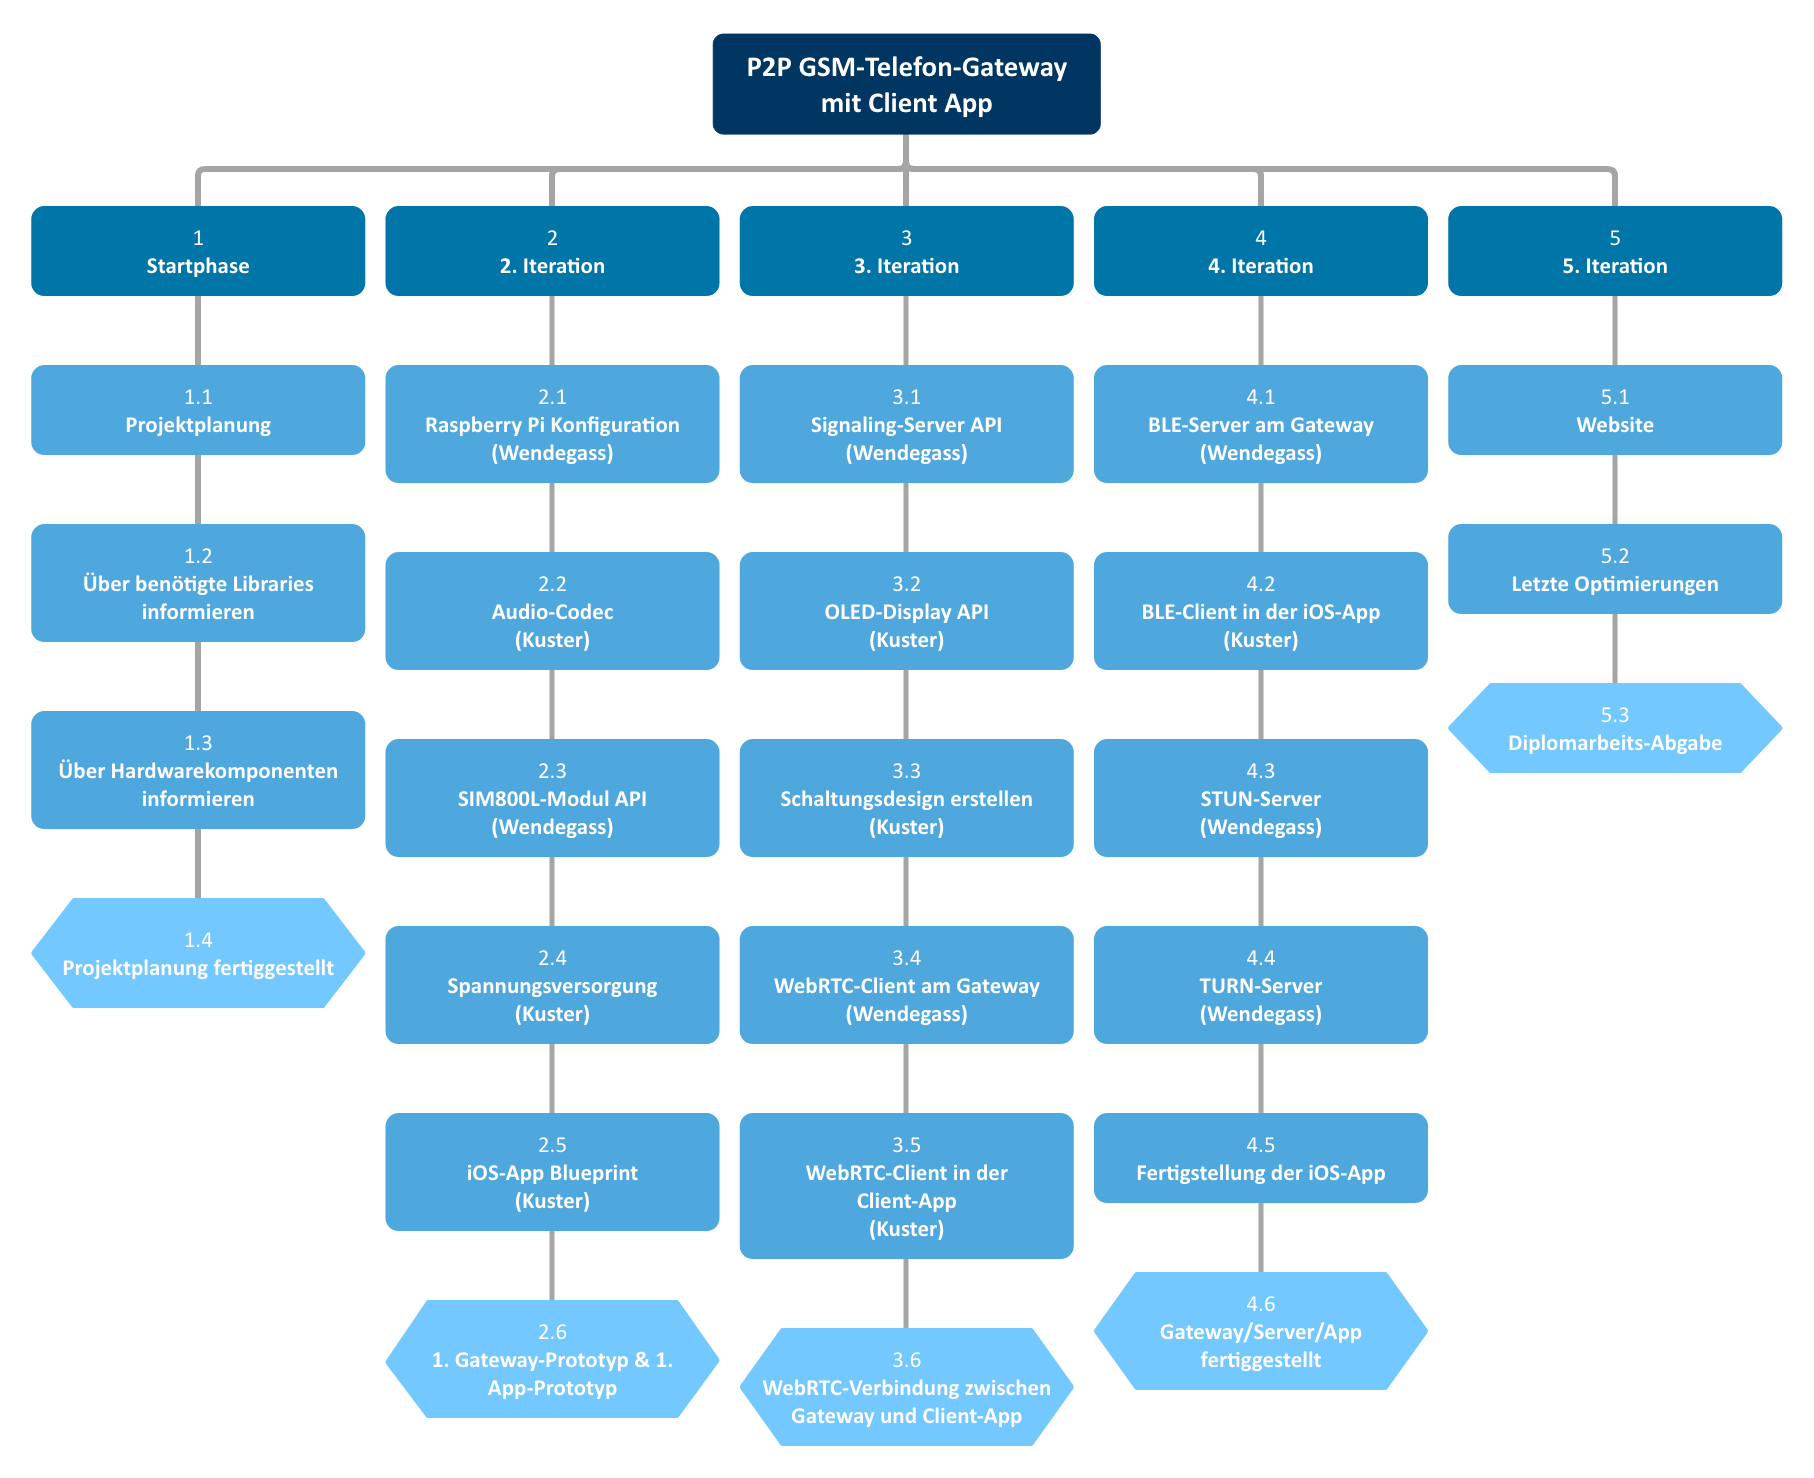 P2P GSM-Telefon-Gateway
mit Client App
1
Startphase
1.1
Projektplanung
1.2
Über benötigte Libraries
informieren
1.3
Über Hardwarekomponenten
informieren
1.4
Projektplanung fertiggestellt
2
2. Iteration
2.1
Raspberry Pi Konfiguration
(Wendegass)
2.2
Audio-Codec
(Kuster)
2.3
SIM800L-Modul API
(Wendegass)
2.4
Spannungsversorgung
(Kuster)
2.5
iOS-App Blueprint
(Kuster)
2.6
1. Gateway-Prototyp & 1.
App-Prototyp
3
3. Iteration
3.1
Signaling-Server API
(Wendegass)
3.2
OLED-Display API
(Kuster)
3.3
Schaltungsdesign erstellen
(Kuster)
3.4
WebRTC-Client am Gateway
(Wendegass)
3.5
WebRTC-Client in der
Client-App
(Kuster)
3.6
WebRTC-Verbindung zwischen
Gateway und Client-App
4
4. Iteration
4.1
BLE-Server am Gateway
(Wendegass)
4.2
BLE-Client in der iOS-App
(Kuster)
4.3
STUN-Server
(Wendegass)
4.4
TURN-Server
(Wendegass)
4.5
Fertigstellung der iOS-App
4.6
Gateway/Server/App
fertiggestellt
5
5. Iteration
5.1
Website
5.2
Letzte Optimierungen
5.3
Diplomarbeits-Abgabe